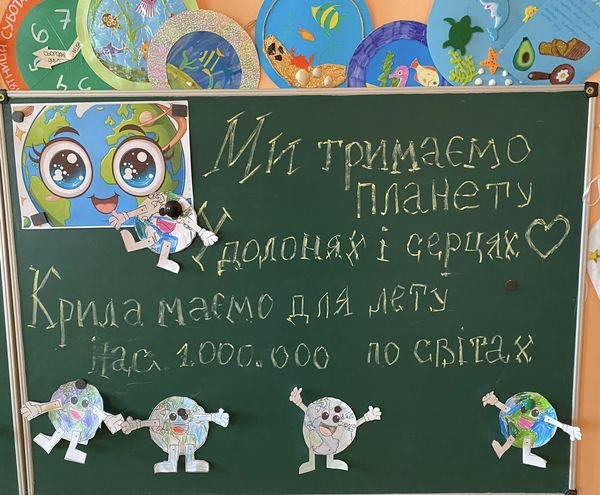 Ми тримаємо
планету
У долонях і серцях
Крила маємо для лету
Нас 1.000.000 по світах